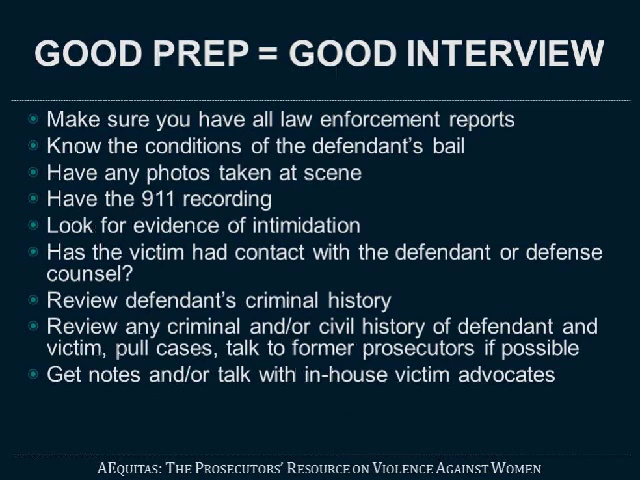 GOOD PREP = GOOD INTERVIEW
Make sure you have all law enforcement reports
Know the conditions of the defendant's bail
Have any photos taken at scene
Have the 911 recording
Look for evidence of intimidation
Has the victim had contact with the defendant or defense
counsel?
Review defendant's criminal history
Review any criminal and/or civil history of defendant and
victim, pull cases, talk to former prosecutors if possible
Get notes and/or talk with in-house victim advocates
AEquitas: The Prosecutors' Resource on Violence Against Women